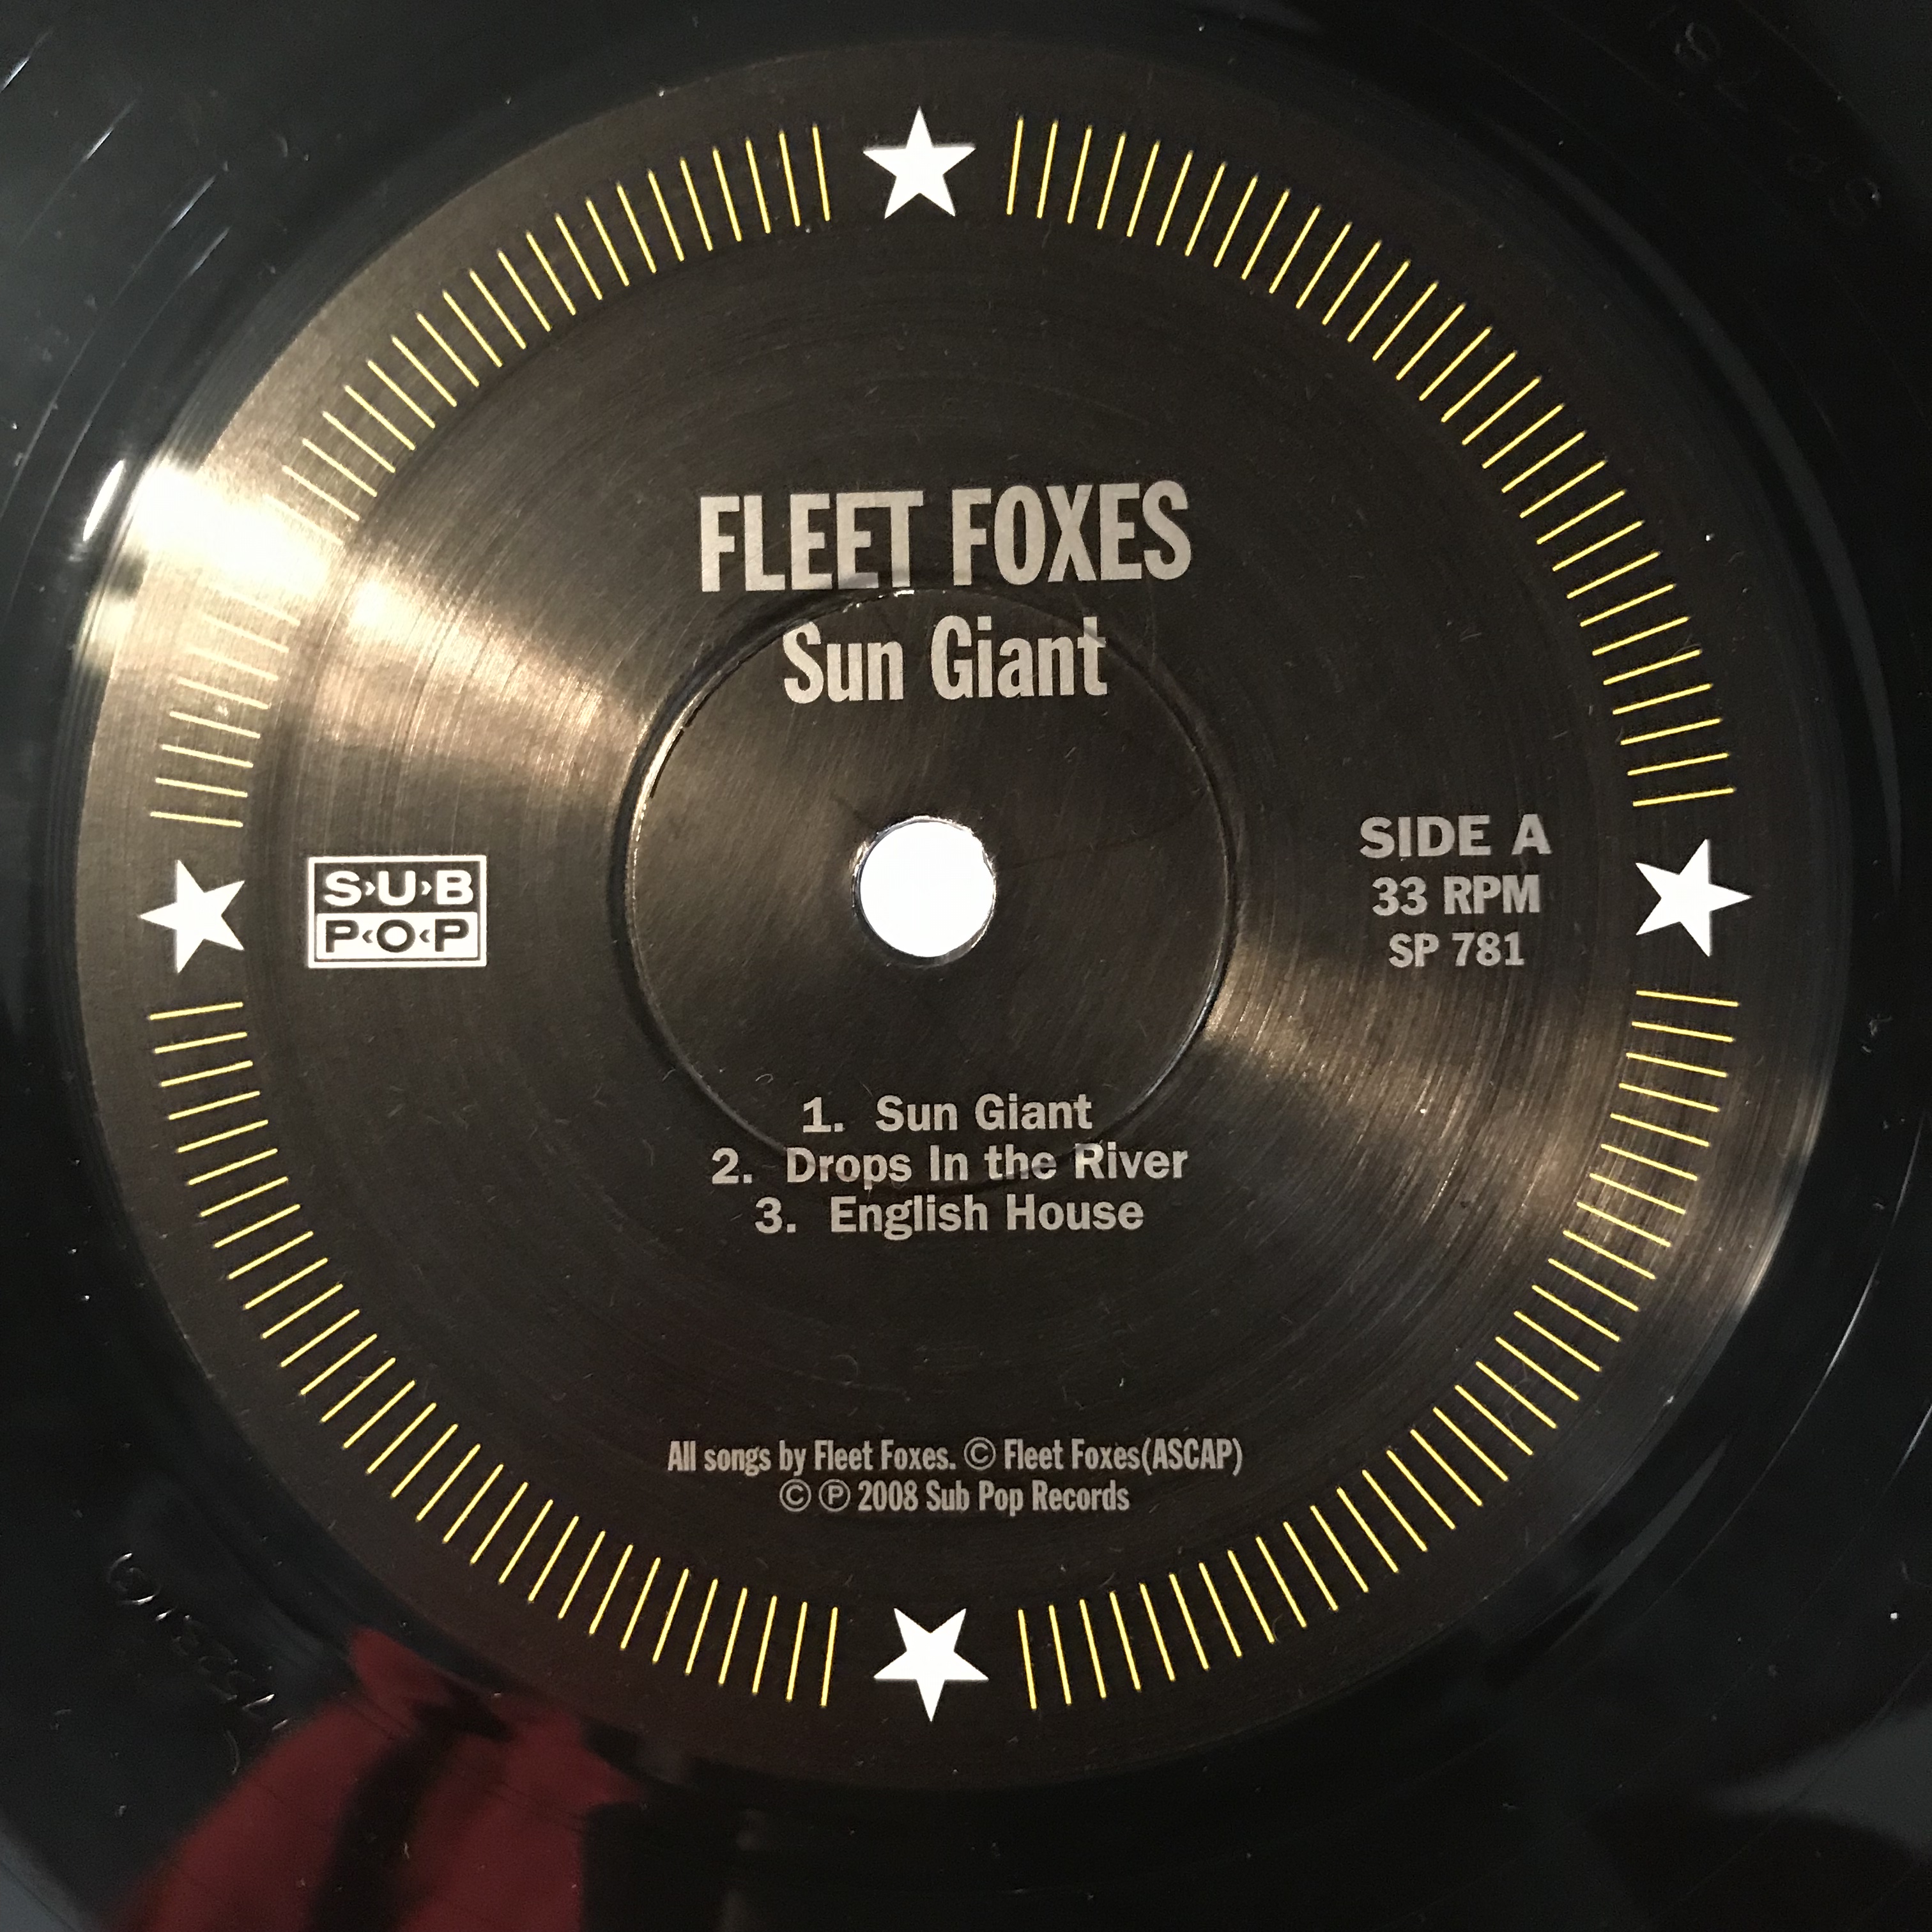 FLEET FOXES
Sun Giant
S›U›B
P‹O‹P
SIDE A
33 RPM
SP 781
1. Sun Giant
2. Drops In the River
3. English House
All songs by Fleet Foxes. © Fleet Foxes(ASCAP)
© ℗ 2008 Sub Pop Records